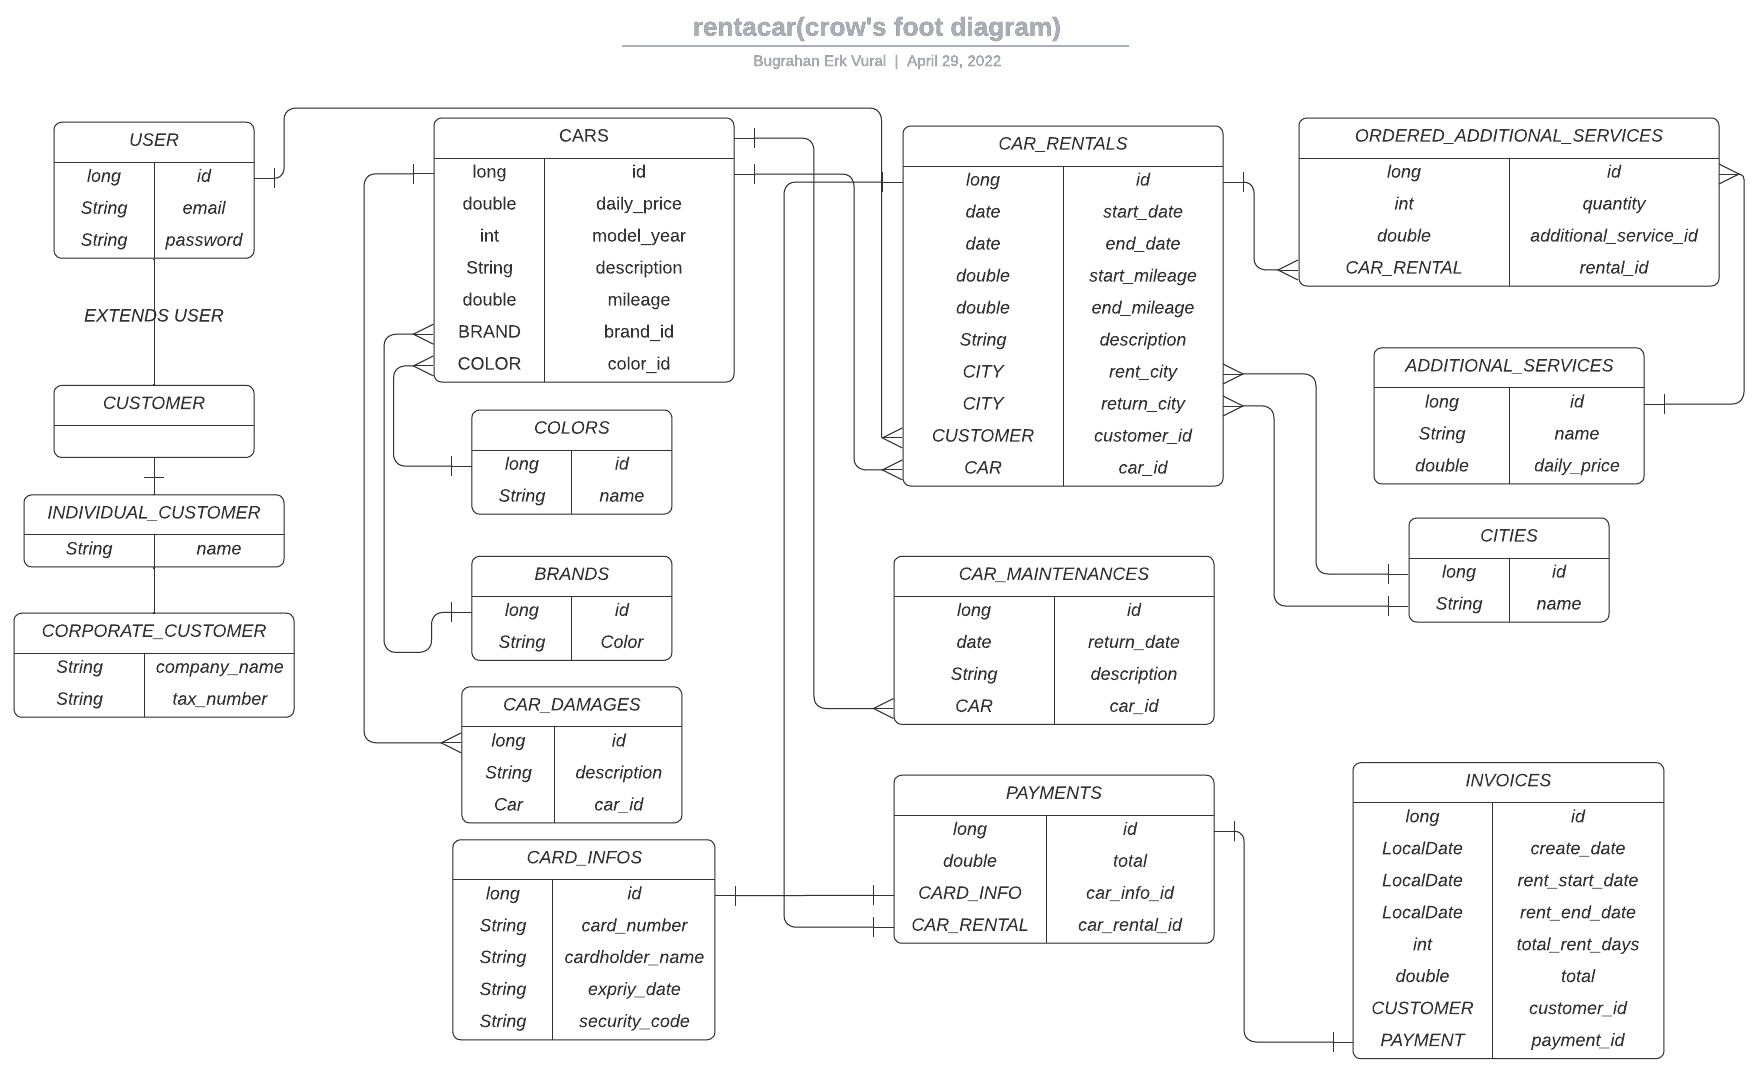 rentacar(crow's foot diagram)
Bugrahan Erk Vural | April 29, 2022
USER
long id
String email
String password
EXTENDS USER
CUSTOMER
INDIVIDUAL_CUSTOMER
String name
CORPORATE_CUSTOMER
String company_name
String tax_number
CARS
long id
double daily_price
int model_year
String description
double mileage
BRAND brand_id
COLOR color_id
COLORS
long id
String name
BRANDS
long id
String Color
CAR_DAMAGES
long id
String description
Car car_id
CARD_INFOS
long id
String card_number
String cardholder_name
String expriy_date
String security_code
CAR_RENTALS
long id
date start_date
date end_date
double start_mileage
double end_mileage
String description
CITY rent_city
CITY return_city
CUSTOMER customer_id
CAR car_id
CAR_MAINTENANCES
long id
date return_date
String description
CAR car_id
PAYMENTS
long id
double total
CARD_INFO car_info_id
CAR_RENTAL car_rental_id
ORDERED_ADDITIONAL_SERVICES
long id
int quantity
double additional_service_id
CAR_RENTAL rental_id
ADDITIONAL_SERVICES
long id
String name
double daily_price
CITIES
long id
String name
INVOICES
long id
LocalDate create_date
LocalDate rent_start_date
LocalDate rent_end_date
int total_rent_days
double total
CUSTOMER customer_id
PAYMENT payment_id